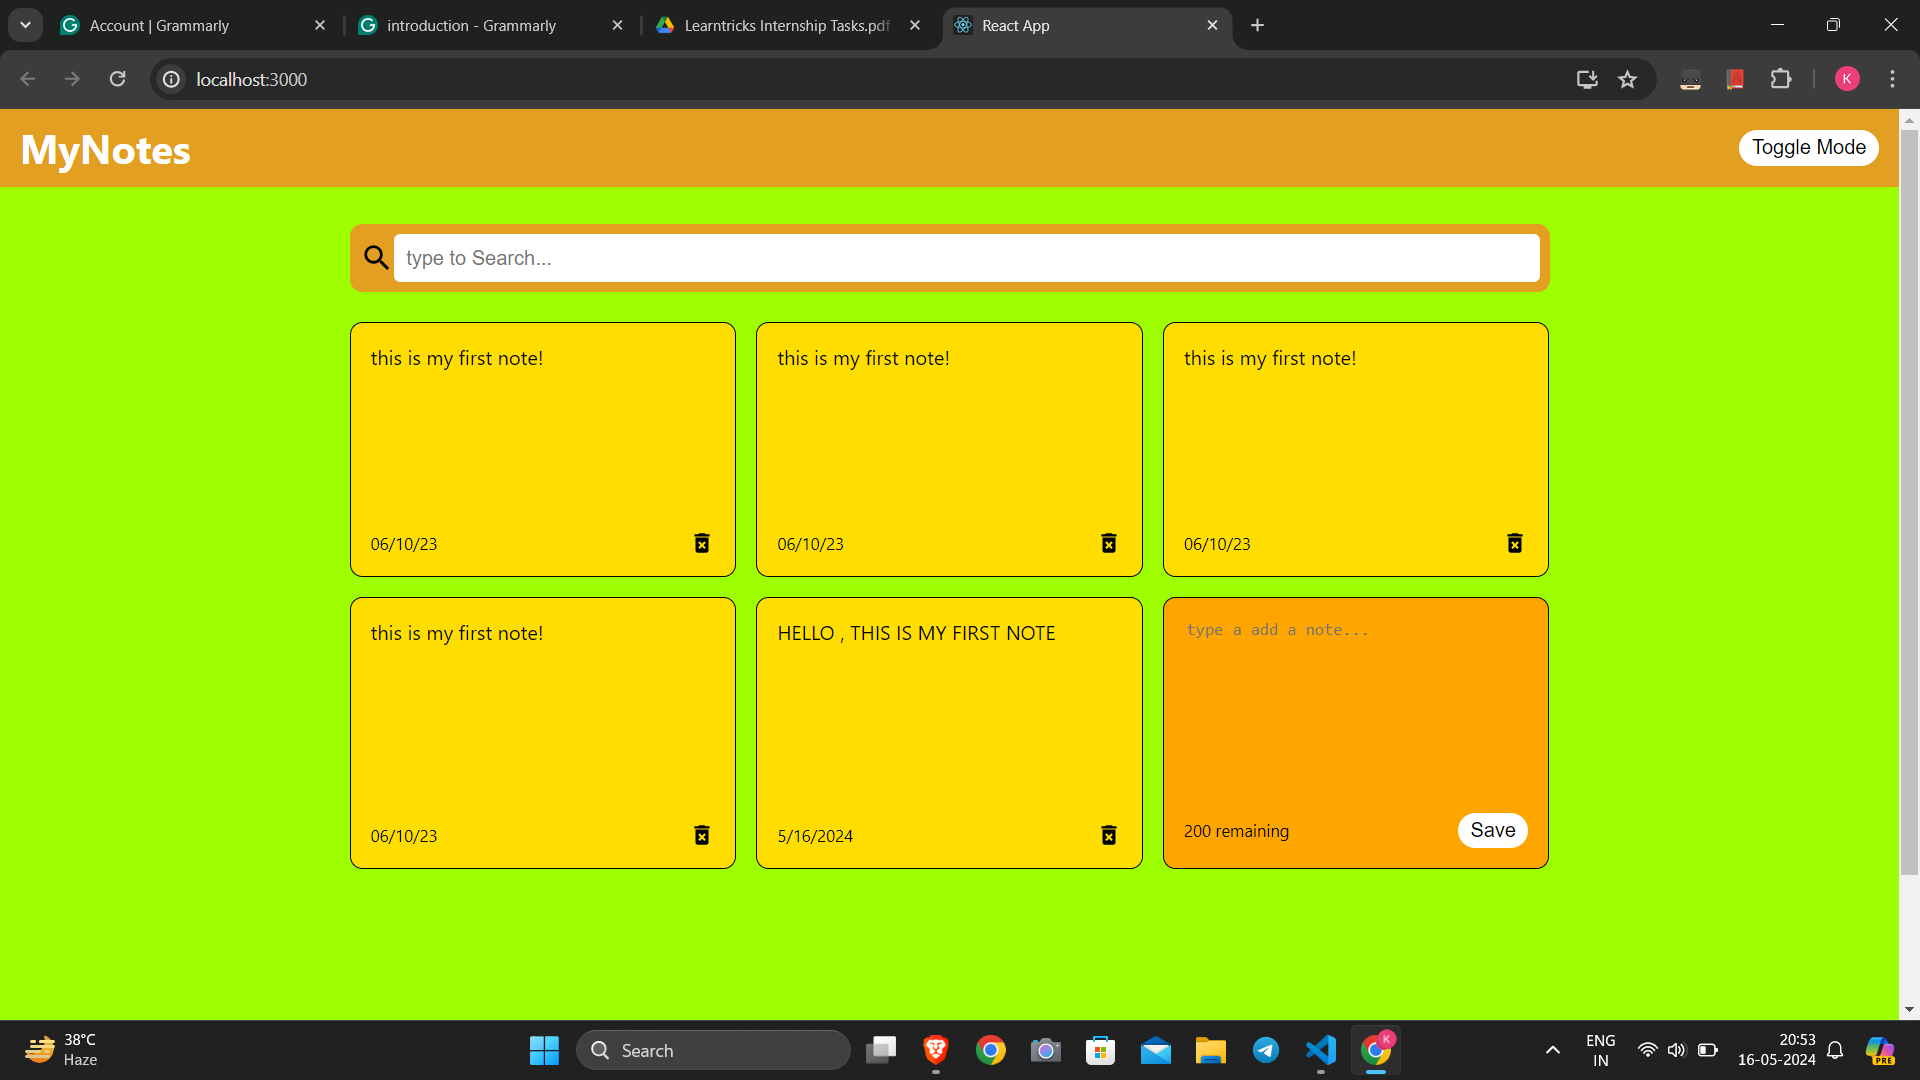 Account | Grammarly
introduction - Grammarly
Learntricks Internship Tasks.pdf
React App
localhost:3000
K
MyNotes
Toggle Mode
type to Search...
this is my first note!
this is my first note!
this is my first note!
06/10/23
06/10/23
06/10/23
this is my first note!
HELLO , THIS IS MY FIRST NOTE
type a add a note...
06/10/23
5/16/2024
200 remaining
Save
38°C
Haze
Search
K
ENG
IN
20:53
16-05-2024
PRE